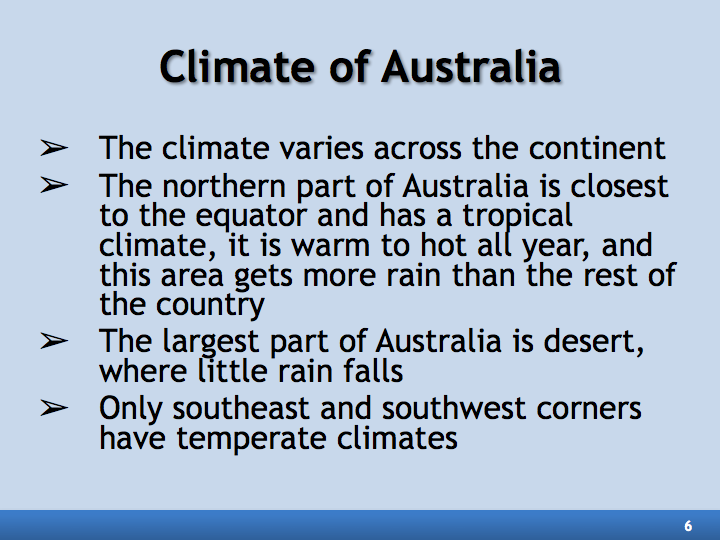 Climate of Australia
➢ The climate varies across the continent
➢ The northern part of Australia is closest
to the equator and has a tropical
climate, it is warm to hot all year, and
this area gets more rain than the rest of
the country
➢ The largest part of Australia is desert,
where little rain falls
➢ Only southeast and southwest corners
have temperate climates
6